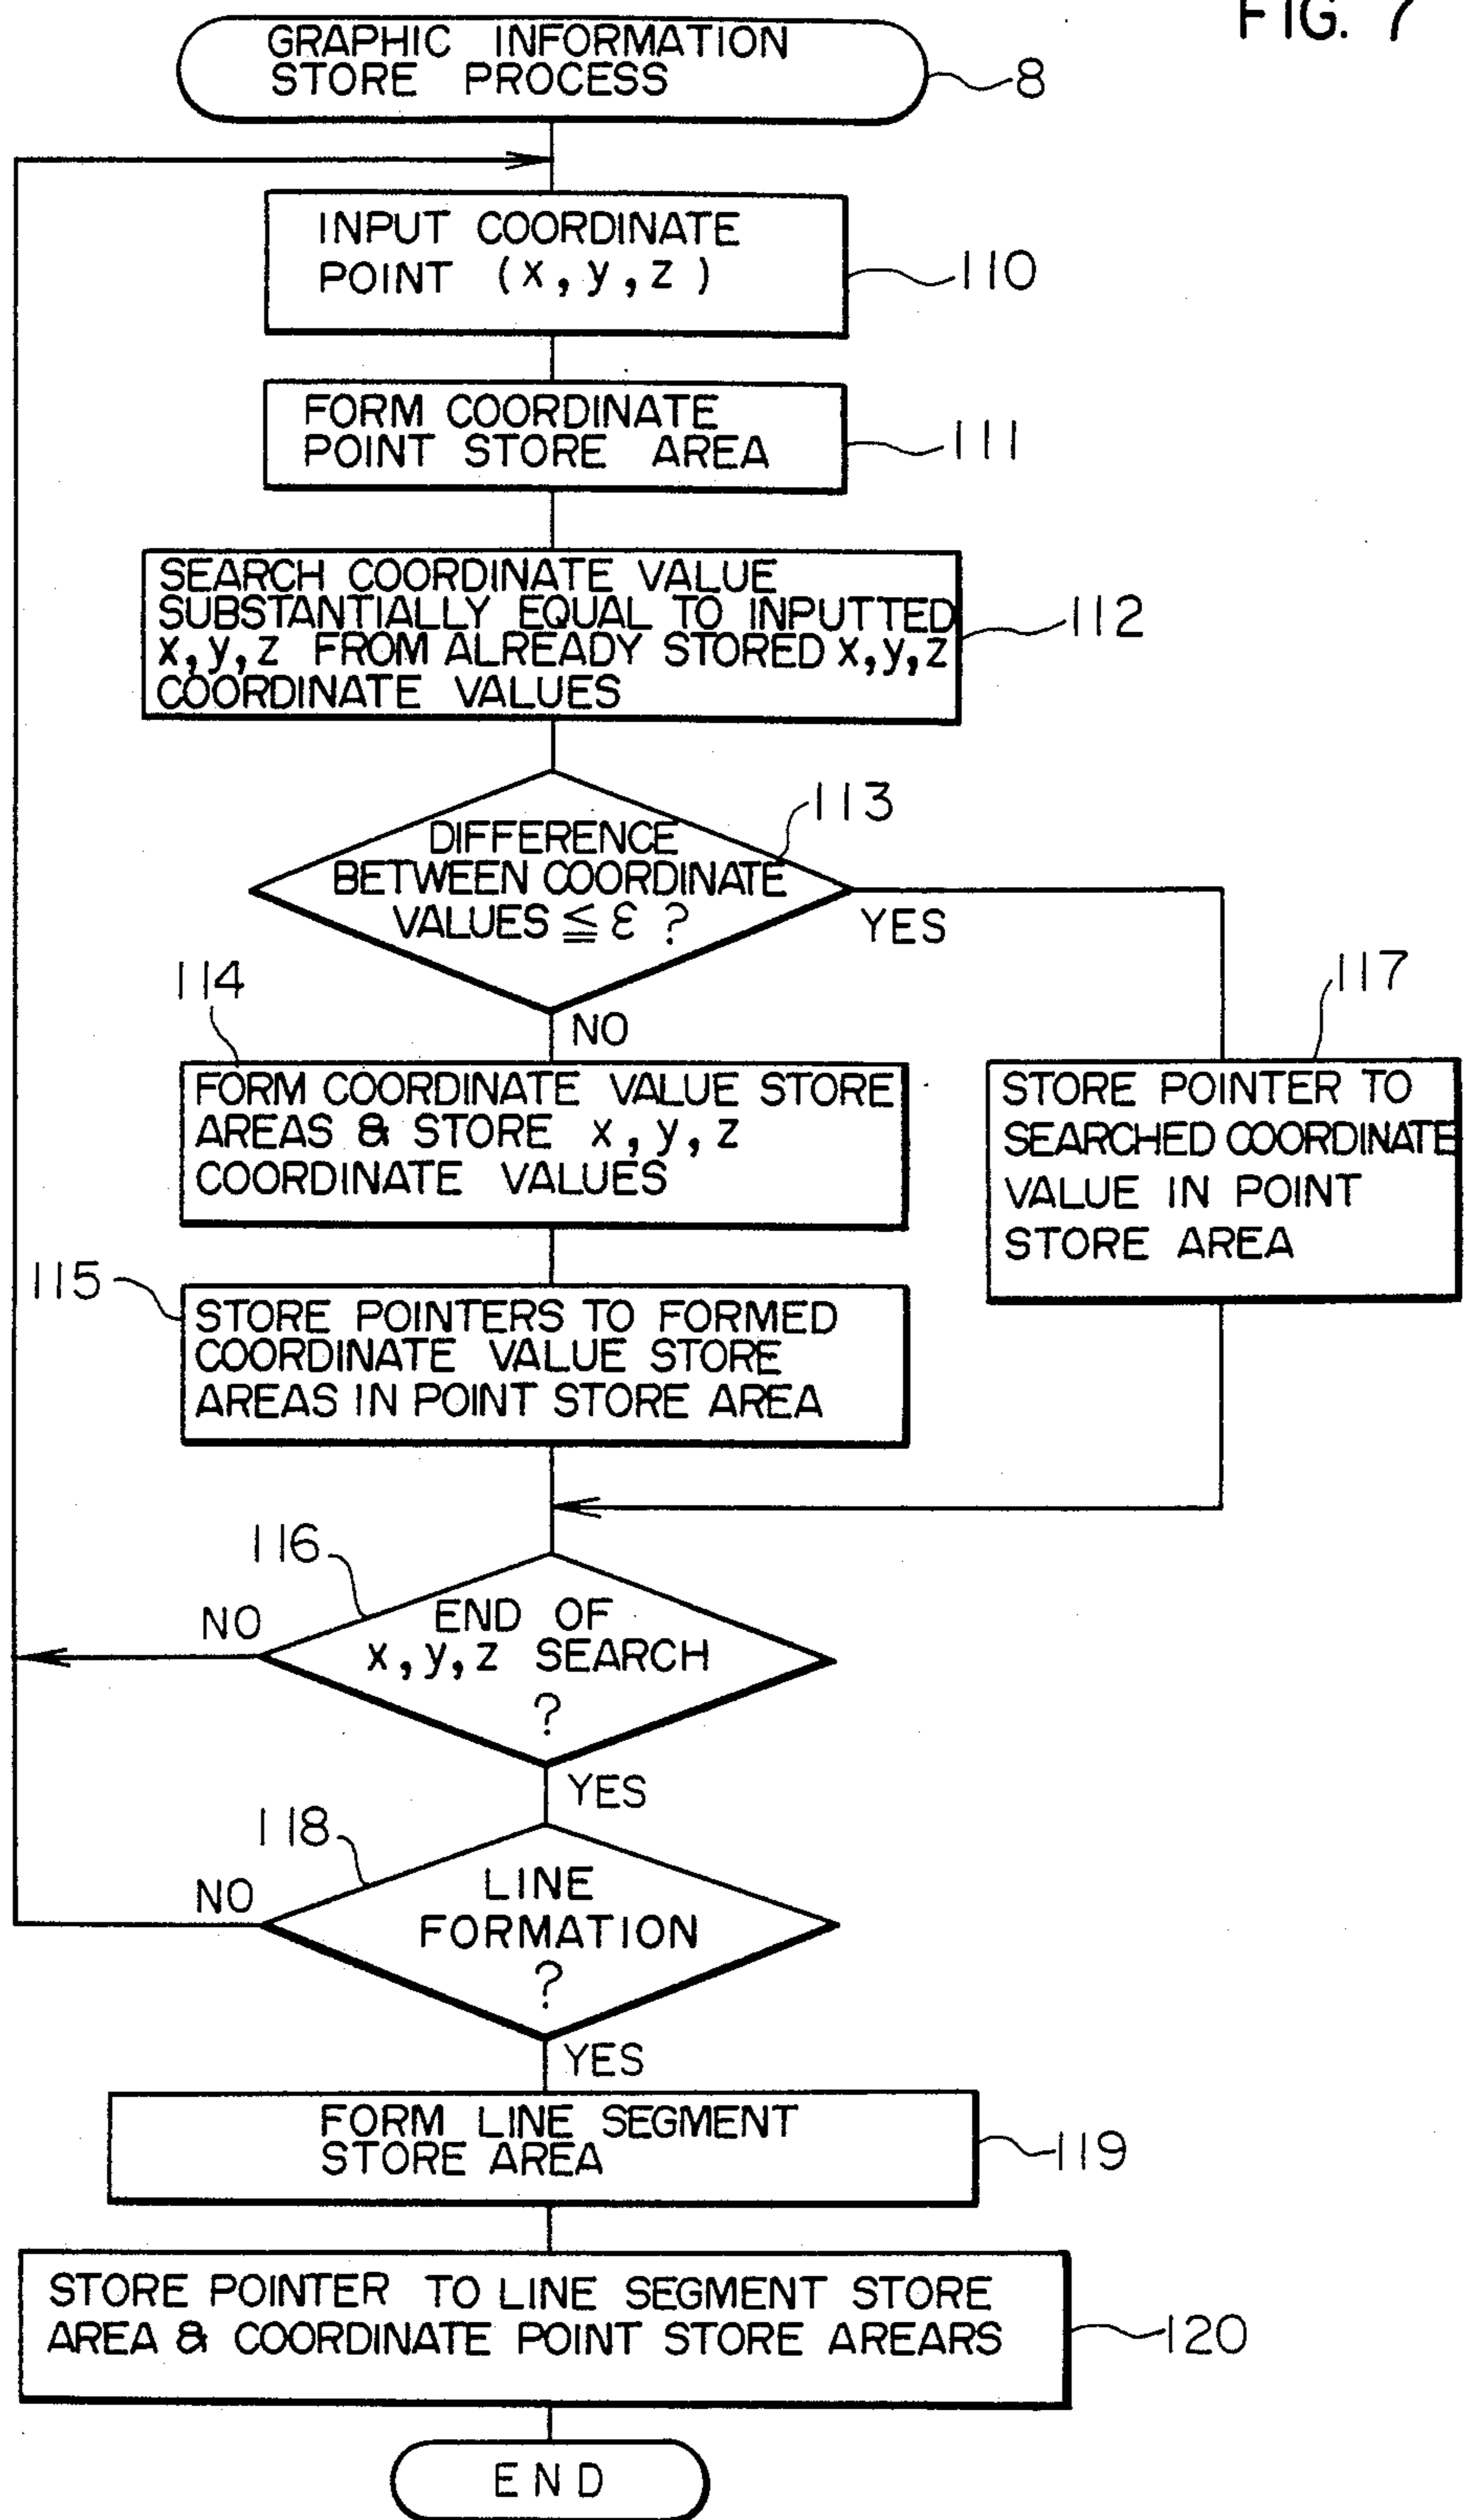 FIG. 7
GRAPHIC INFORMATION
STORE PROCESS
8
INPUT COORDINATE
POINT (x, y, z)
110
FORM COORDINATE
POINT STORE AREA
111
SEARCH COORDINATE VALUE
SUBSTANTIALLY EQUAL TO INPUTTED
x, y, z FROM ALREADY STORED x, y, z
COORDINATE VALUES
112
113
DIFFERENCE
BETWEEN COORDINATE
VALUES ≦ ε ?
YES
NO
114
FORM COORDINATE VALUE STORE
AREAS & STORE x, y, z
COORDINATE VALUES
117
STORE POINTER TO
SEARCHED COORDINATE
VALUE IN POINT
STORE AREA
115
STORE POINTERS TO FORMED
COORDINATE VALUE STORE
AREAS IN POINT STORE AREA
116
NO
END OF
x, y, z SEARCH
?
YES
118
NO
LINE
FORMATION
?
YES
FORM LINE SEGMENT
STORE AREA
119
STORE POINTER TO LINE SEGMENT STORE
AREA & COORDINATE POINT STORE AREARS
120
END